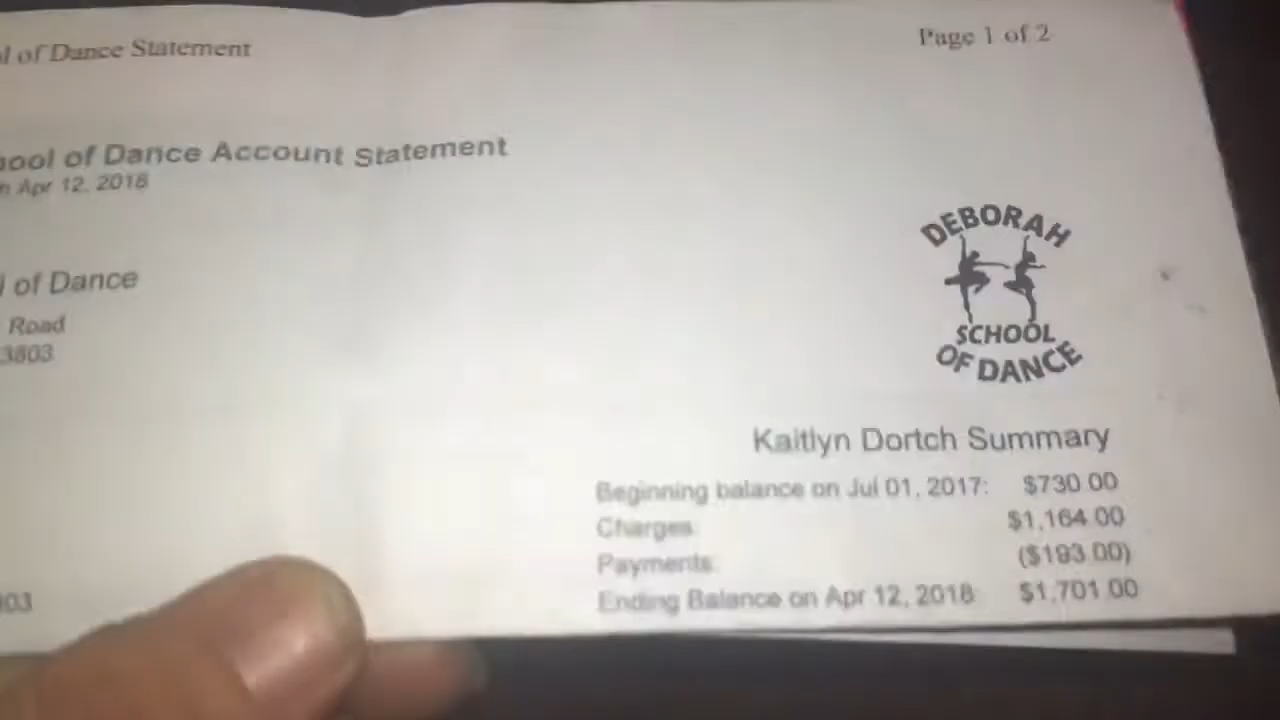 l of Dance Statement
Page 1 of 2
ool of Dance Account Statement
n Apr 12, 2018
l of Dance
Road
3803
DEBORAH
SCHOOL
OF DANCE
Kaitlyn Dortch Summary
Beginning balance on Jul 01, 2017: $730.00
Charges: $1,164.00
Payments: ($193.00)
Ending Balance on Apr 12, 2018: $1,701.00
803